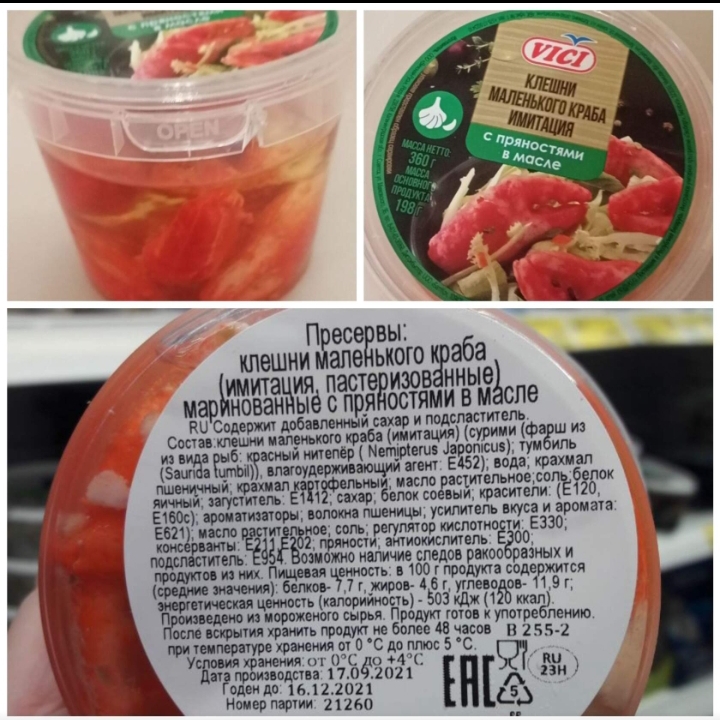 с пряностями
в масле
OPEN
VICI
КЛЕШНИ
МАЛЕНЬКОГО КРАБА
ИМИТАЦИЯ
с пряностями
в масле
МАССА НЕТТО:
360 г
МАССА
ОСНОВНОГО
ПРОДУКТА
198 г
Пресервы:
клешни маленького краба
(имитация, пастеризованные)
маринованные с пряностями в масле
RU Содержит добавленный сахар и подсластитель.
Состав:клешни маленького краба (имитация) (сурими (фарш из
из вида рыб: красный нитепёр ( Nemipterus Japonicus); тумбиль
(Saurida tumbil)), влагоудерживающий агент: Е452); вода; крахмал
пшеничный; крахмал картофельный; масло растительное;соль;белок
яичный; загуститель: Е1412; сахар; белок соевый; красители: (Е120,
Е160с); ароматизаторы; волокна пшеницы; усилитель вкуса и аромата:
Е621); масло растительное; соль; регулятор кислотности: Е330;
консерванты: Е211,Е202; пряности; антиокислитель: Е300;
подсластитель: Е954. Возможно наличие следов ракообразных и
продуктов из них. Пищевая ценность: в 100 г продукта содержится
(средние значения): белков- 7,7 г, жиров- 4,6 г, углеводов- 11,9 г;
энергетическая ценность (калорийность) - 503 кДж (120 ккал).
Произведено из мороженого сырья. Продукт готов к употреблению.
После вскрытия хранить продукт не более 48 часов В 255-2
при температуре хранения от 0 °С до плюс 5 °С.
Условия хранения: от 0°С до +4°С
Дата производства: 17.09.2021
Годен до: 16.12.2021
Номер партии: 21260
ЕАС
5
RU
23H